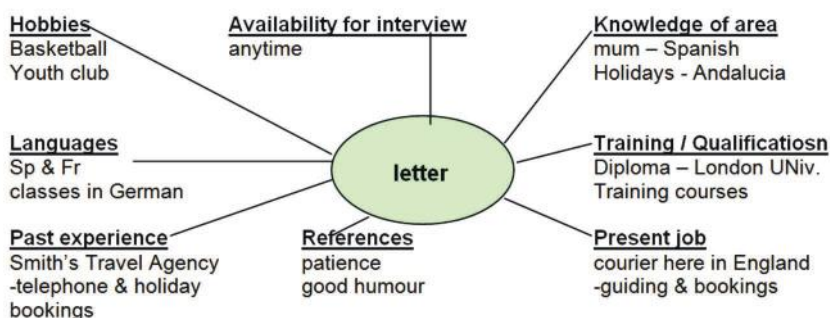 Hobbies
Basketball
Youth club
Availability for interview
anytime
Knowledge of area
mum – Spanish
Holidays - Andalucia
Languages
Sp & Fr
classes in German
letter
Training / Qualificatiosn
Diploma – London UNiv.
Training courses
Past experience
Smith's Travel Agency
-telephone & holiday
bookings
References
patience
good humour
Present job
courier here in England
-guiding & bookings